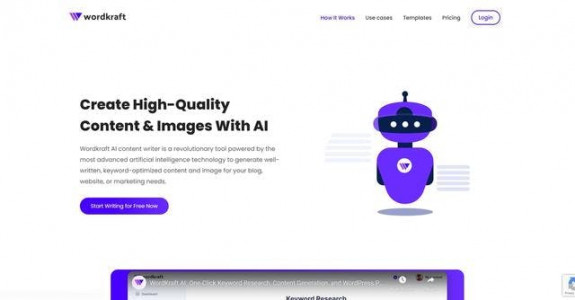 wordkraft
How It Works Use cases Templates Pricing Login
Create High-Quality
Content & Images With AI
Wordkraft AI content writer is a revolutionary tool powered by the
most advanced artificial intelligence technology to generate well-
written, keyword-optimized content and image for your blog,
website, or marketing needs.
Start Writing for Free Now
WordKraft AI: One-Click Keyword Research, Content Generation, and WordPress P
Keyword Research